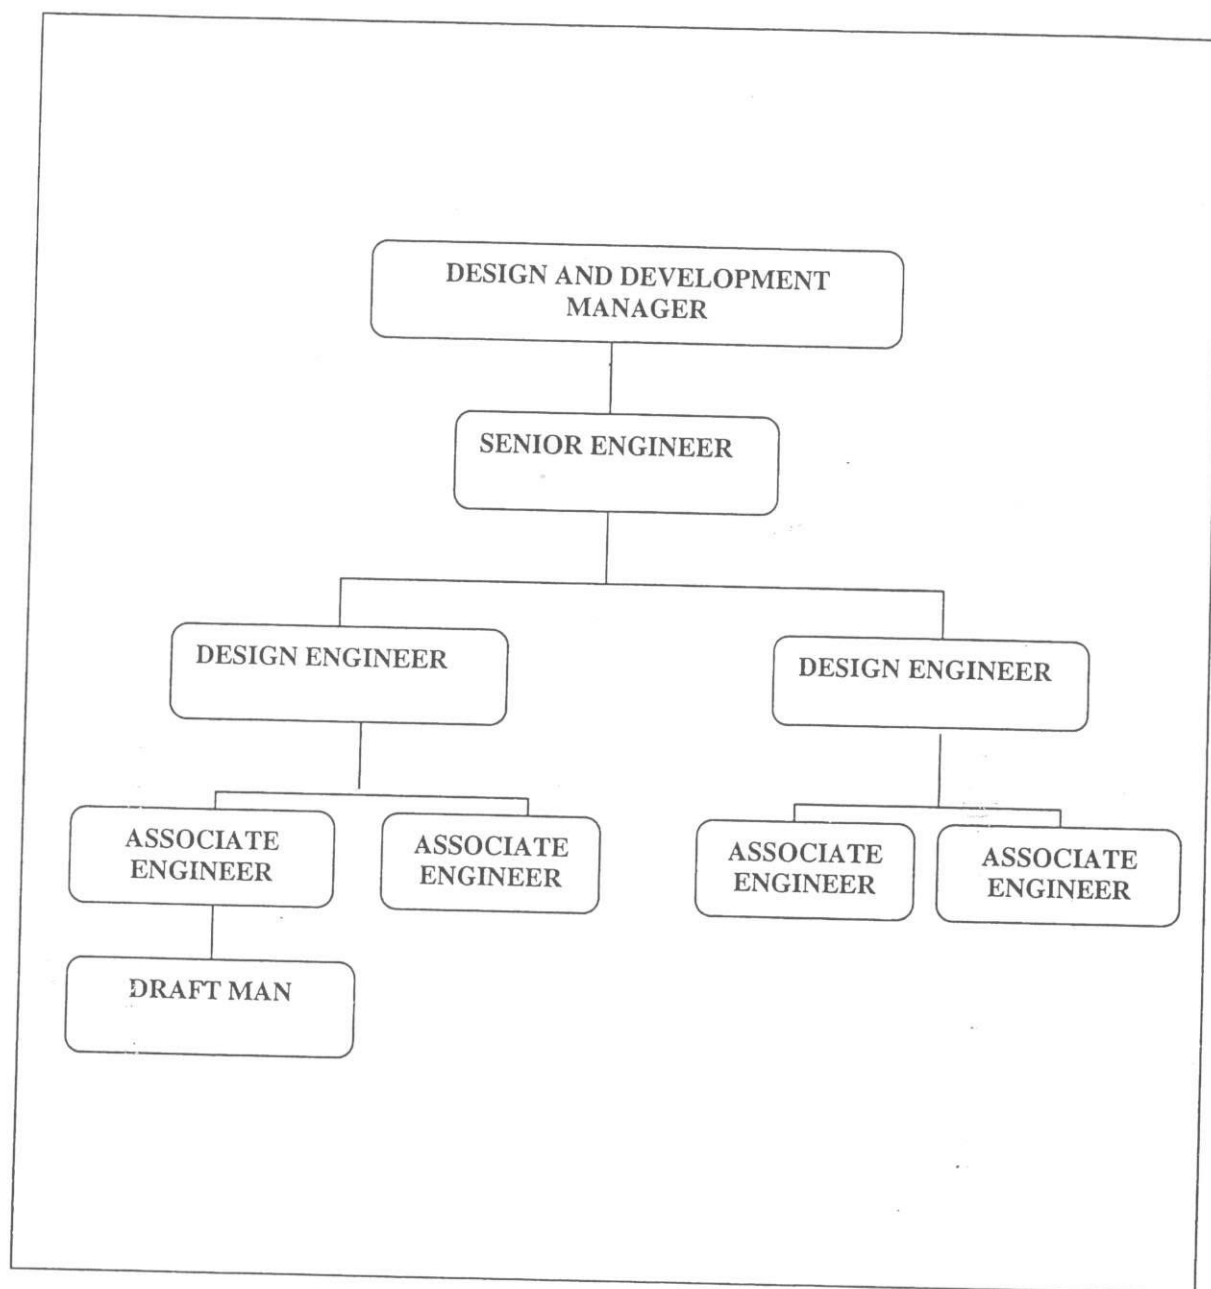 DESIGN AND DEVELOPMENT
MANAGER
SENIOR ENGINEER
DESIGN ENGINEER
DESIGN ENGINEER
ASSOCIATE
ENGINEER
ASSOCIATE
ENGINEER
ASSOCIATE
ENGINEER
ASSOCIATE
ENGINEER
DRAFT MAN